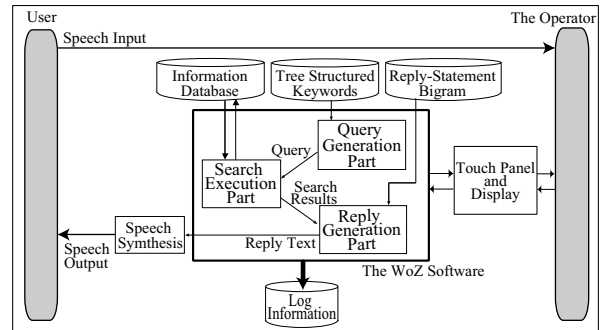 User
The Operator
Speech Input
Information
Database
Tree Structured
Keywords
Reply-Statement
Bigram
Query
Generation
Part
Query
Search
Execution
Part
Search
Results
Touch Panel
and
Display
Reply
Generation
Part
Speech
Symthesis
Reply Text
Speech
Output
The WoZ Software
Log
Information